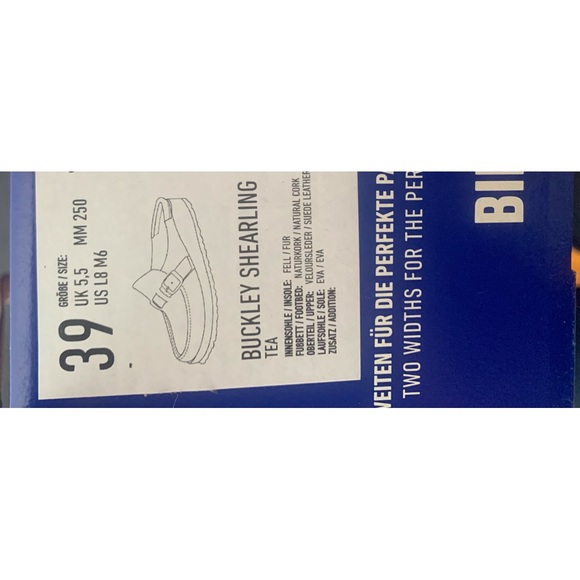 39
GRÖßE / SIZE:
UK 5,5 MM 250
US L8 M6
BUCKLEY SHEARLING
TEA
INNENSOHLE / INSOLE: FELL / FUR
FUßBETT / FOOTBED: NATURKORK / NATURAL CORK
OBERTEIL / UPPER: VELOURSLEDER / SUEDE LEATHER
LAUFSOHLE / SOLE: EVA / EVA
ZUSATZ / ADDITION:
WEITEN FÜR DIE PERFEKTE PA
TWO WIDTHS FOR THE PER
BI